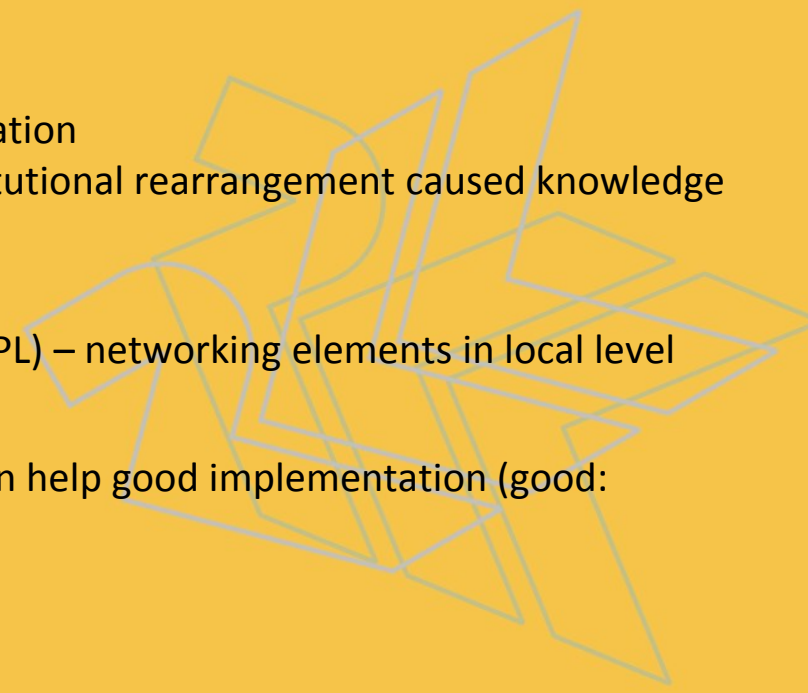 ation
tutional rearrangement caused knowledge
PL) – networking elements in local level
n help good implementation (good: